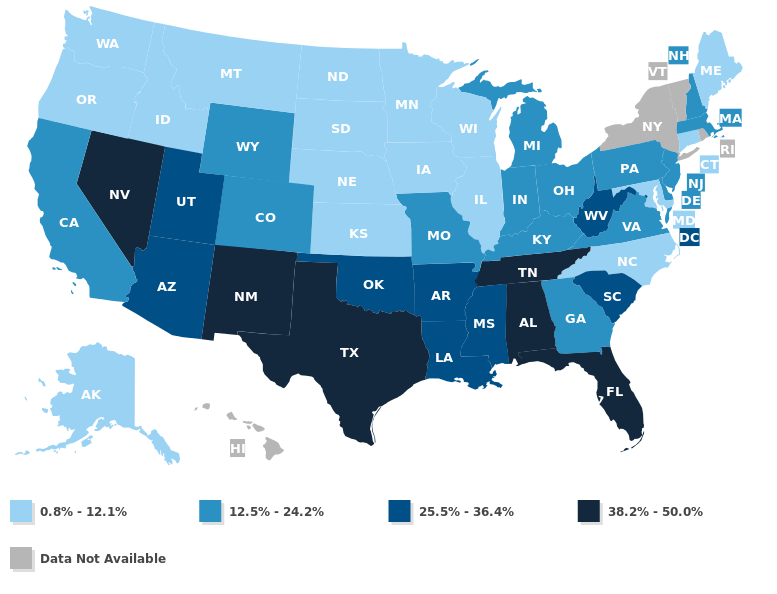 WA
OR
ID
MT
ND
MN
SD
WY
NE
IA
WI
MI
IL
IN
OH
PA
NY
VT
NH
ME
MA
RI
CT
NJ
DE
MD
DC
NV
UT
CO
CA
KS
MO
KY
WV
VA
NC
TN
AZ
NM
OK
AR
SC
TX
LA
MS
AL
GA
FL
AK
HI
0.8% - 12.1%
12.5% - 24.2%
25.5% - 36.4%
38.2% - 50.0%
Data Not Available